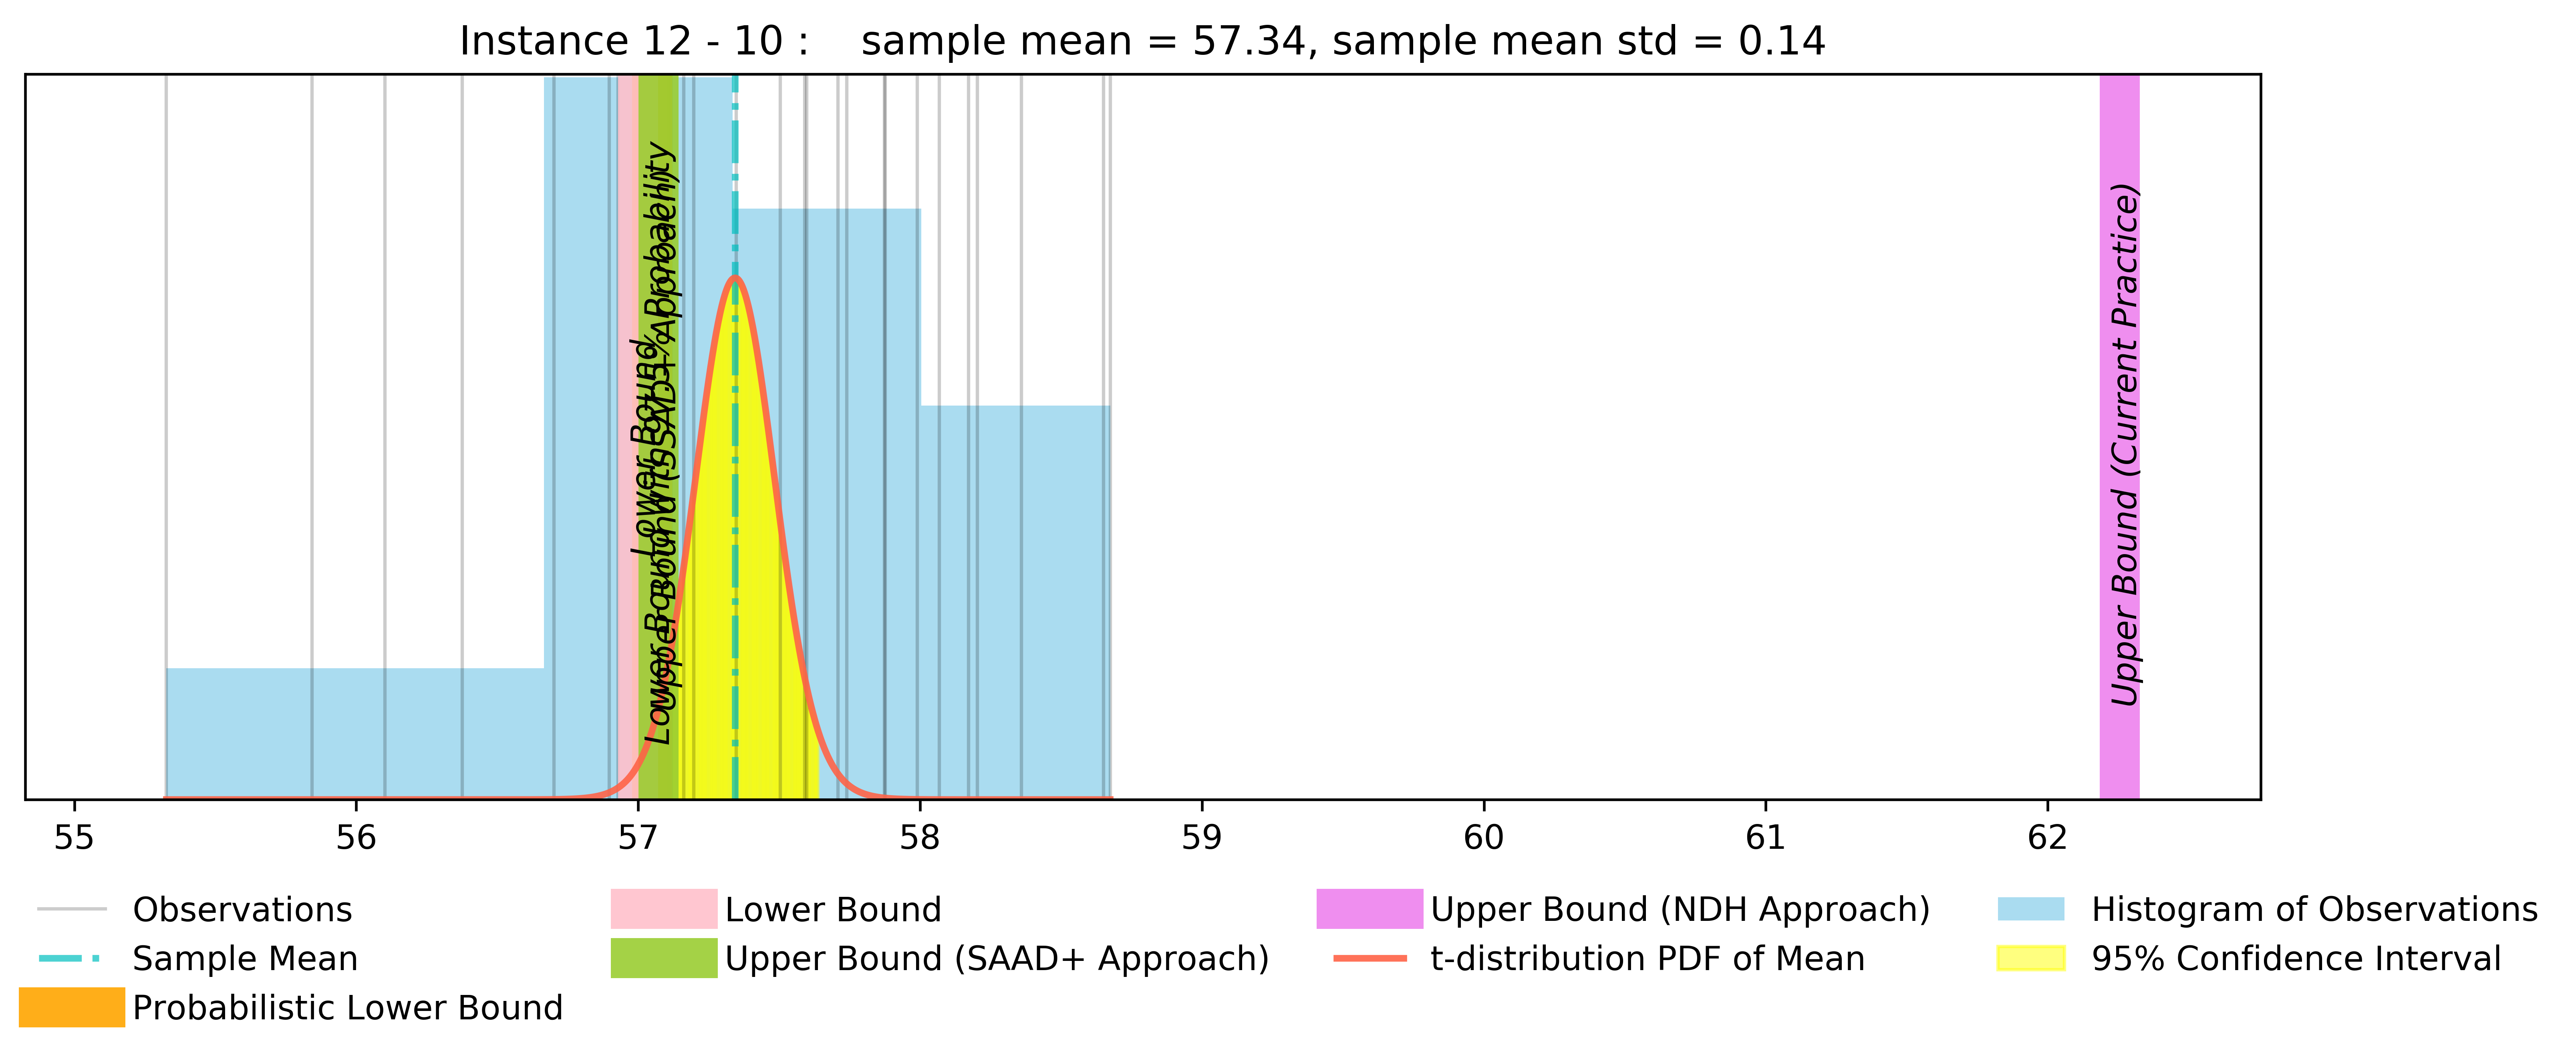 Instance 12 - 10 :    sample mean = 57.34, sample mean std = 0.14
Lower Bound
Upper Bound (Current Practice)
55 56 57 58 59 60 61 62
Observations
Sample Mean
Probabilistic Lower Bound
Lower Bound
Upper Bound (SAAD+ Approach)
Upper Bound (NDH Approach)
t-distribution PDF of Mean
Histogram of Observations
95% Confidence Interval